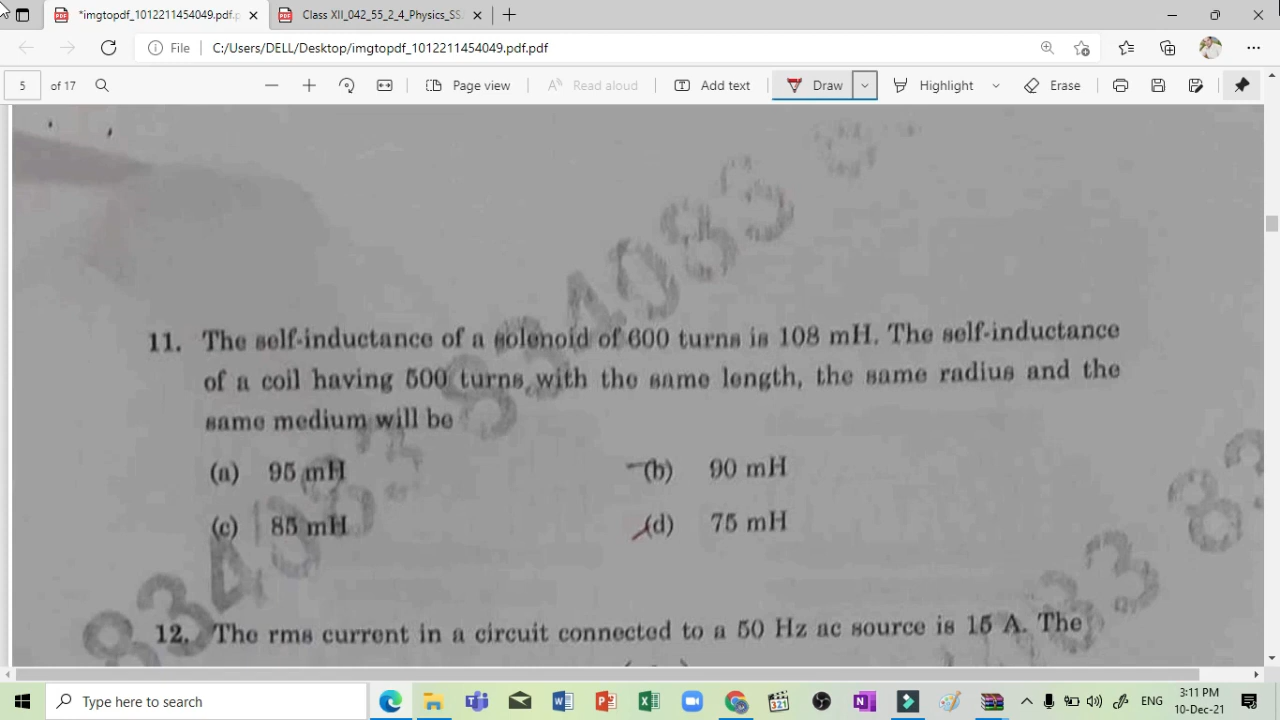 *imgtopdf_1012211454049.pdf.p
Class XII_042_55_2_4_Physics_SS
File
C:/Users/DELL/Desktop/imgtopdf_1012211454049.pdf.pdf
5 of 17
Page view
Read aloud
Add text
Draw
Highlight
Erase
11. The self-inductance of a solenoid of 600 turns is 108 mH. The self-inductance
of a coil having 500 turns with the same length, the same radius and the
same medium will be
(a) 95 mH
(b) 90 mH
(c) 85 mH
(d) 75 mH
12. The rms current in a circuit connected to a 50 Hz ac source is 15 A. The
Type here to search
321
ENG
3:11 PM
10-Dec-21